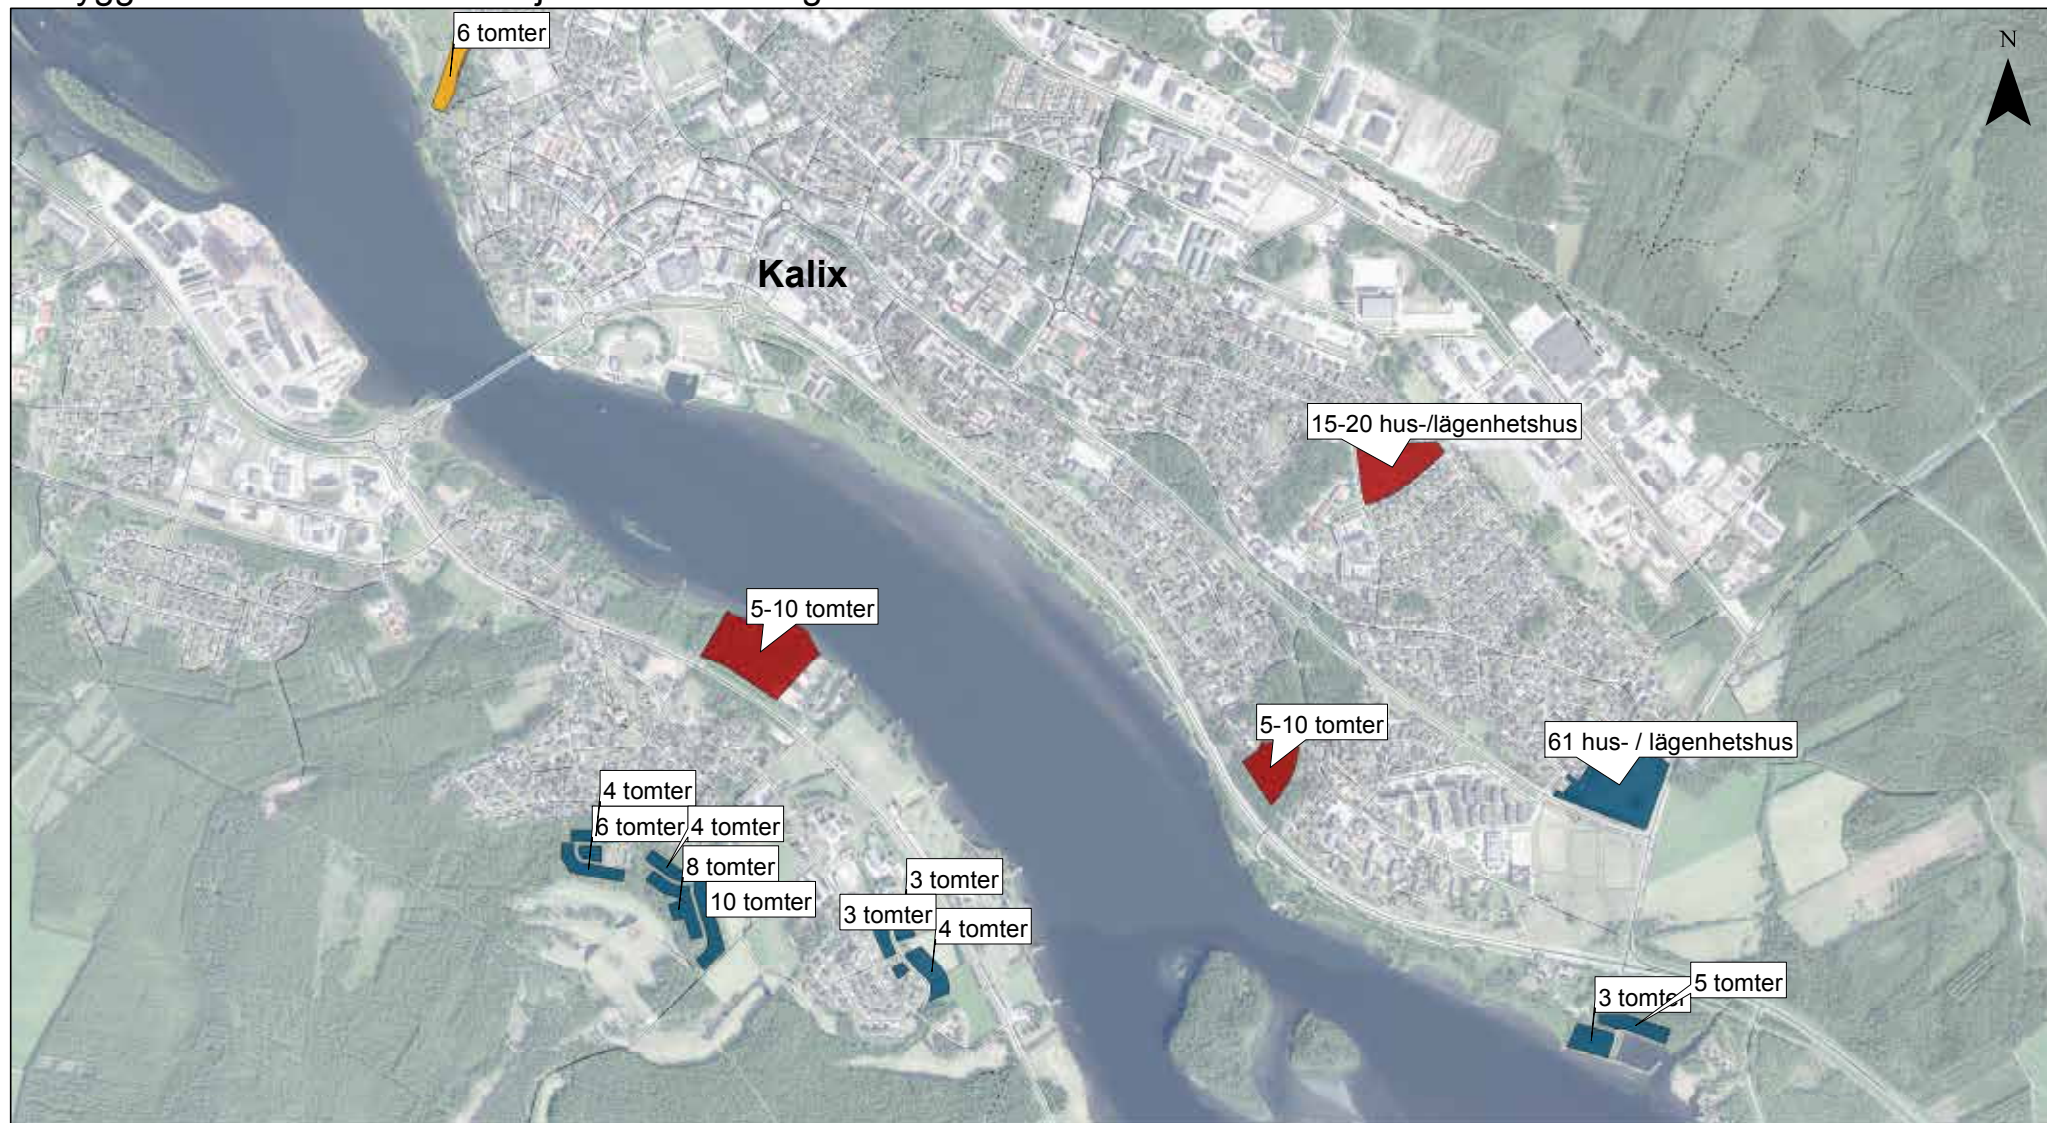 6 tomter
N
Kalix
15-20 hus-/lägenhetshus
5-10 tomter
5-10 tomter
61 hus- / lägenhetshus
4 tomter
6 tomter
4 tomter
8 tomter
10 tomter
3 tomter
3 tomter
4 tomter
5 tomter
3 tomter